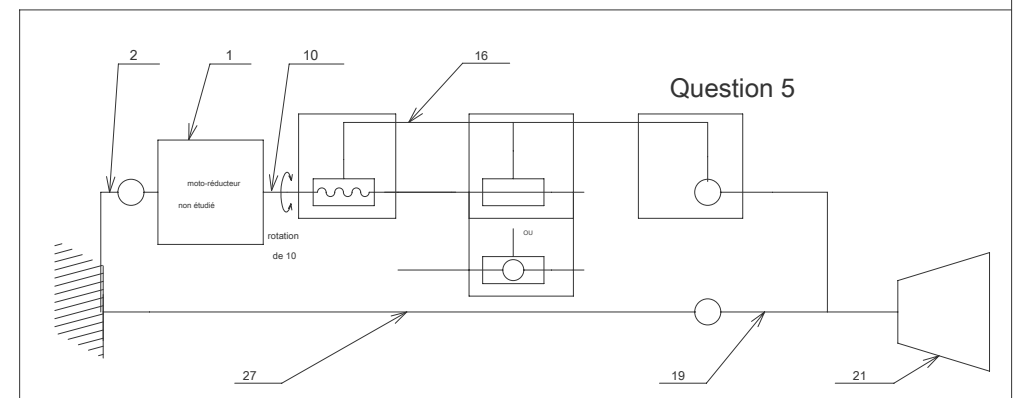 2
1
10
16
Question 5
moto-réducteur
non étudié
rotation
de 10
OU
27
19
21